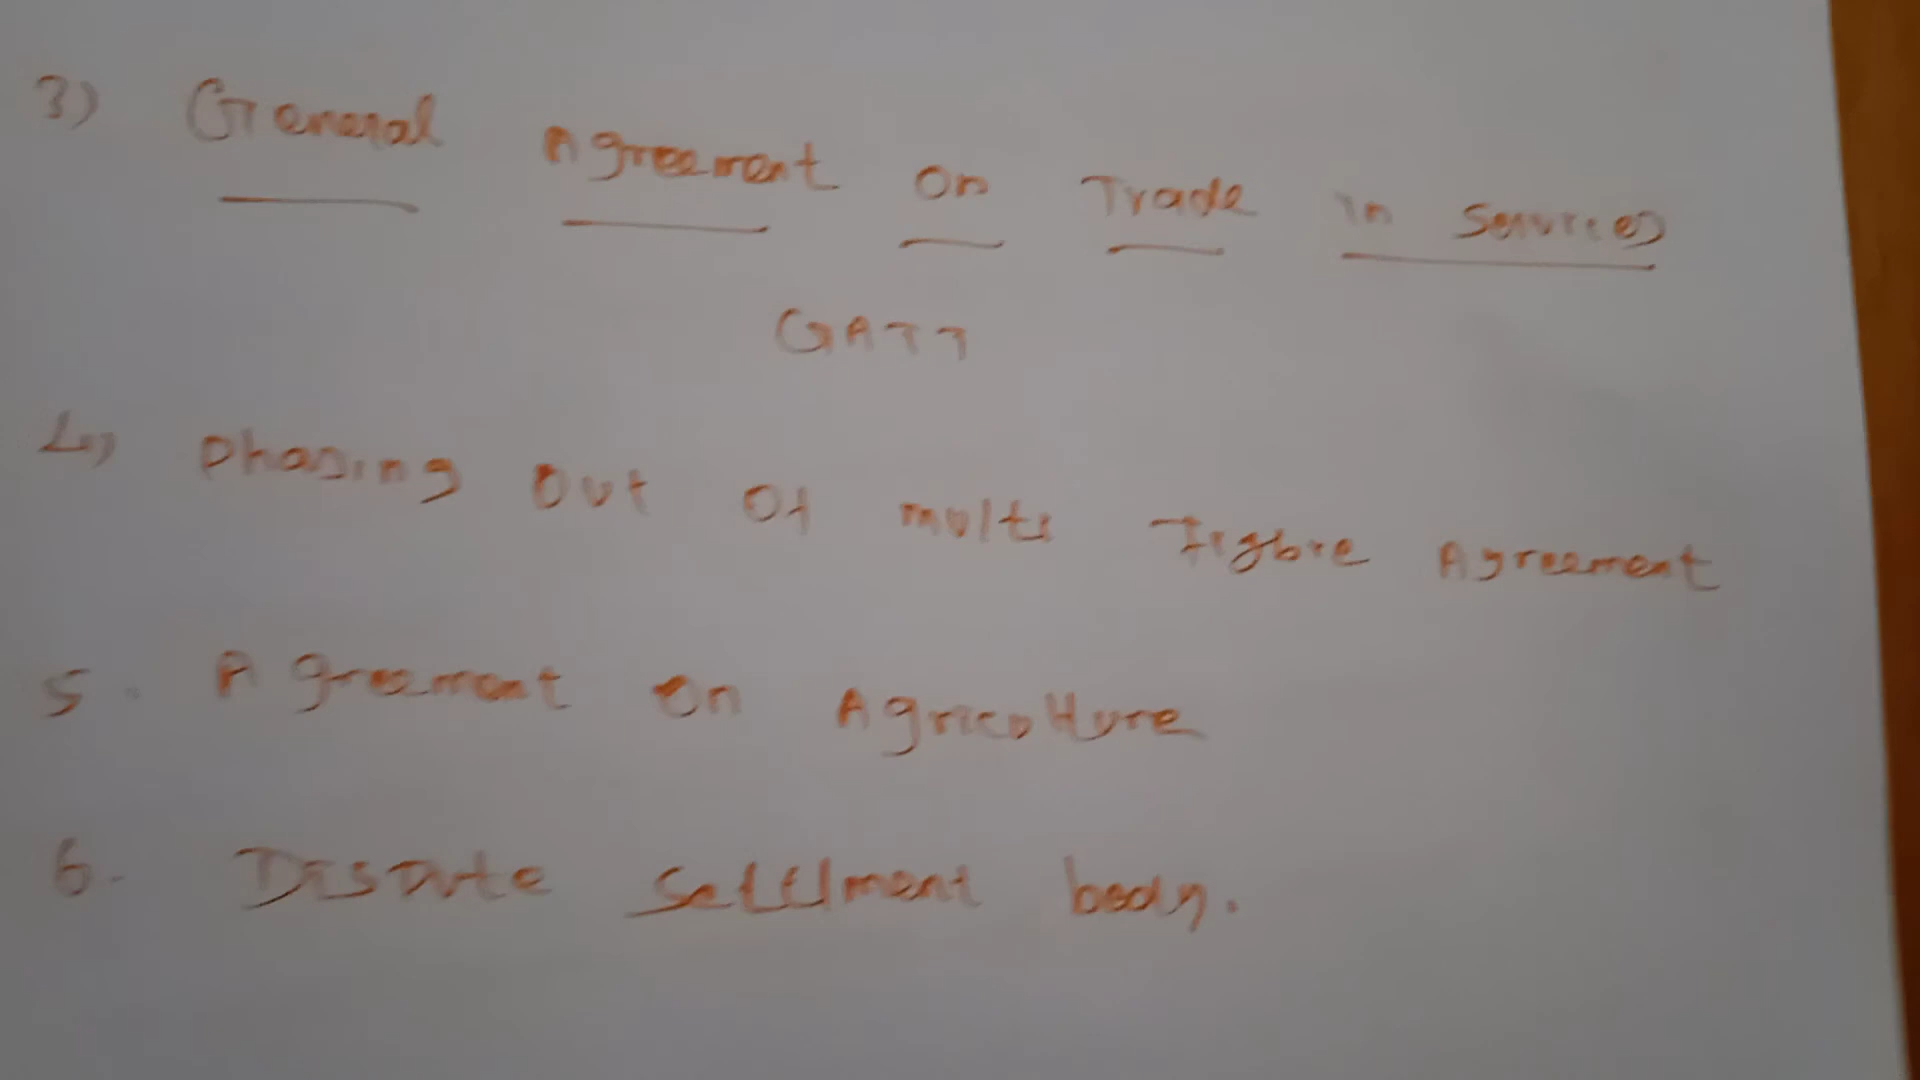 3) General Agreement on Trade in Services
GATT
4) Phasing Out Of multi Figbre Agreement
5. Agreement on Agriculture
6. Dispute Settlment body.